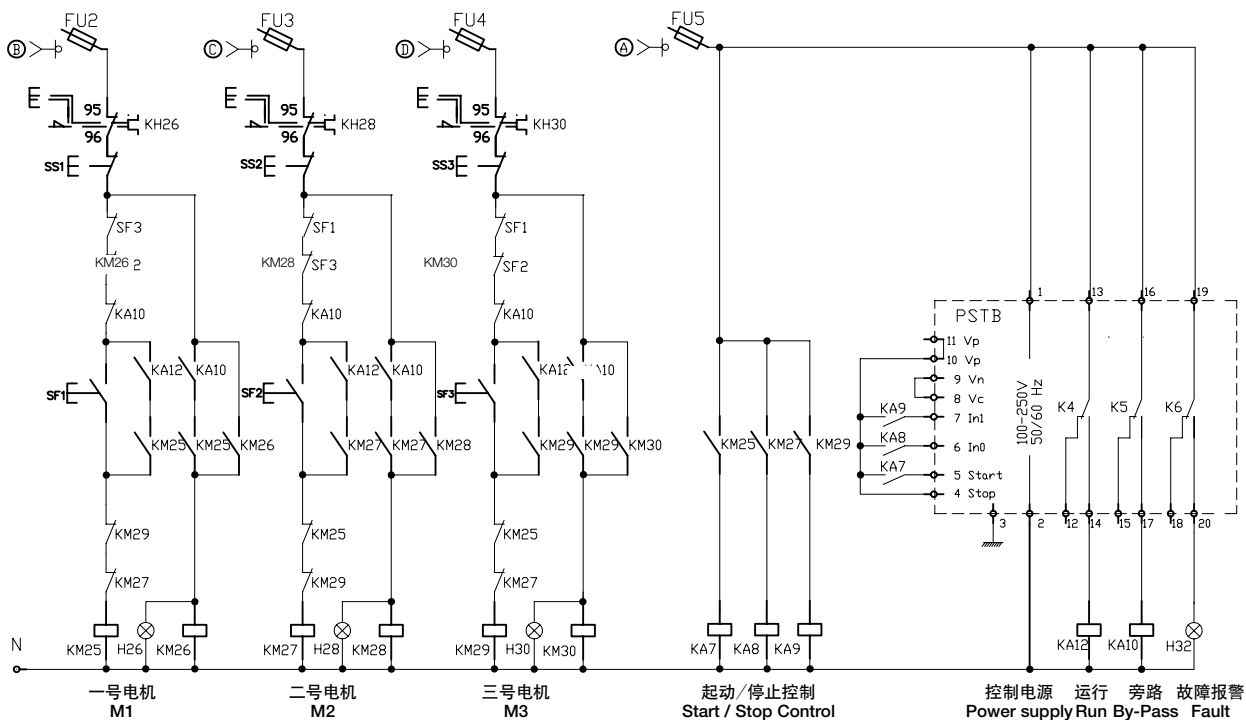 FU2
FU3
FU4
FU5
B
C
D
A
95
96
KH26
95
96
KH28
95
96
KH30
SS1
SS2
SS3
SF3
SF1
SF1
KM26 2
KM28 SF3
KM30 SF2
KA10
KA10
KA10
1
13
16
19
PSTB
11 Vp
10 Vp
9 Vn
8 Vc
7 In1
6 In0
5 Start
4 Stop
100-250V
50/60 Hz
K4
K5
K6
KA9
KA8
KA7
SF1
KA12
KA10
SF2
KA12
KA10
SF3
KM25
KM25
KM26
KM27
KM27
KM28
KM29
KM29
KM30
KM25
KM27
KM29
3
2
12
14
15
17
18
20
KM29
KM25
KM25
KM27
KM29
KM27
N
KM25
H26
KM26
KM27
H28
KM28
KM29
H30
KM30
KA7
KA8
KA9
KA12
KA10
H32
一号电机
M1
二号电机
M2
三号电机
M3
起动/停止控制
Start / Stop Control
控制电源 运行 旁路 故障报警
Power supply Run By-Pass Fault